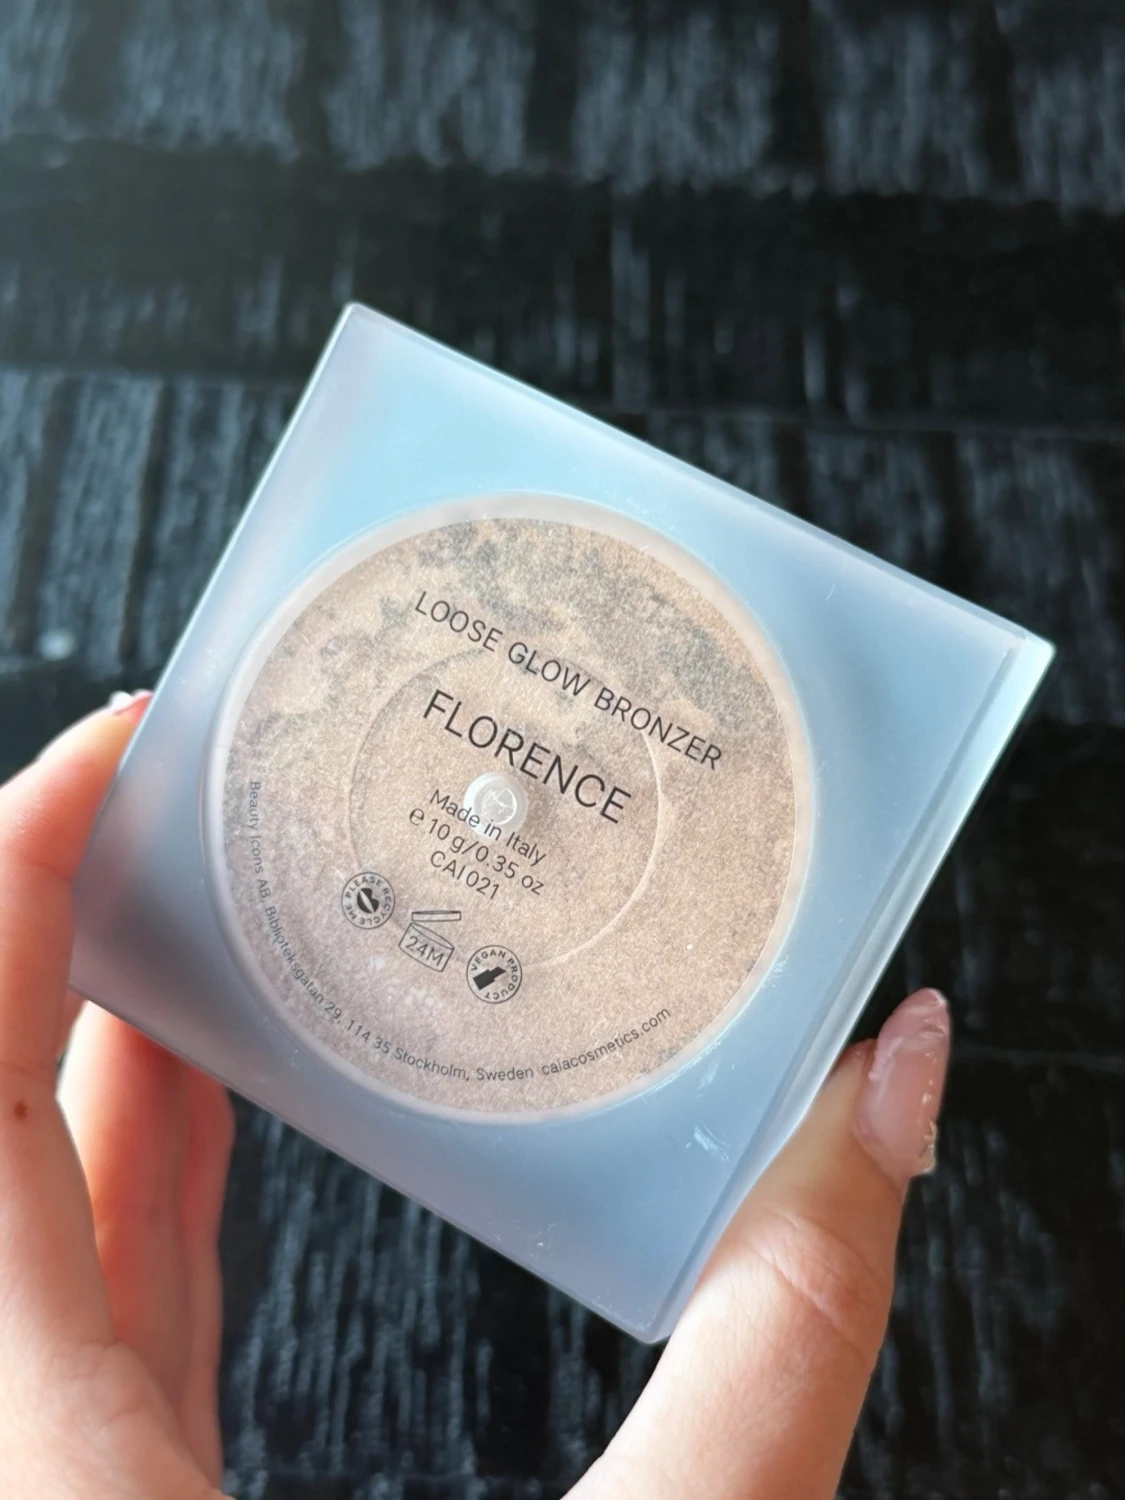 LOOSE GLOW BRONZER
FLORENCE
Made in Italy
℮ 10 g/0.35 oz
CAI021
PLEASE RECYCLE ME
24M
VEGAN PRODUCT
Beauty Icons AB, Biblioteksgatan 29, 114 35 Stockholm, Sweden caiacosmetics.com